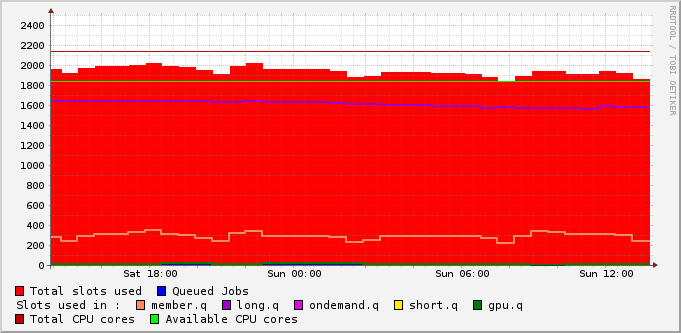 2400
2200
2000
1800
1600
1400
1200
1000
800
600
400
200
0
Sat 18:00 Sun 00:00 Sun 06:00 Sun 12:00
Total slots used Queued Jobs
Slots used in : member.q long.q ondemand.q short.q gpu.q
Total CPU cores Available CPU cores
RRDTOOL / TOBI OETIKER